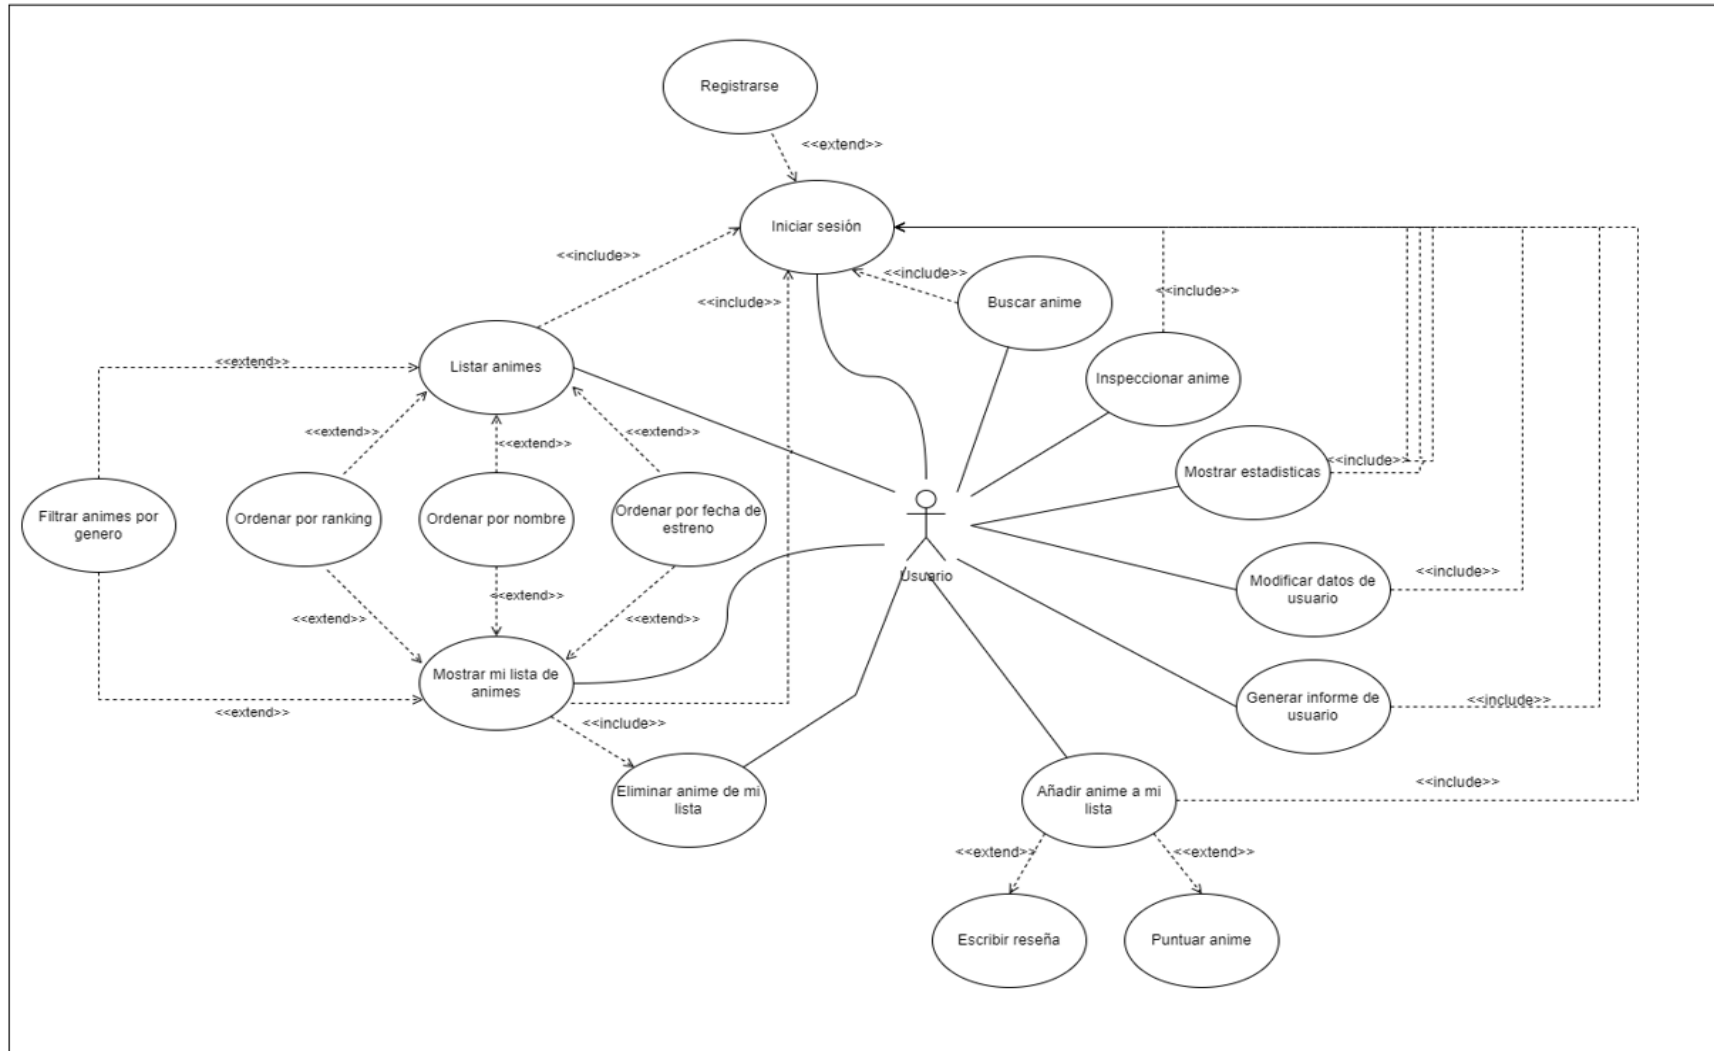 Registrarse
<<extend>>
Iniciar sesión
<<include>>
<<include>>
<<include>>
Buscar anime
<<include>>
Listar animes
<<extend>>
Inspeccionar anime
<<extend>>
<<extend>>
<<extend>>
Mostrar estadisticas
<<include>>
Filtrar animes por
genero
Ordenar por ranking
Ordenar por nombre
Ordenar por fecha de
estreno
Usuario
Modificar datos de
usuario
<<include>>
<<extend>>
<<extend>>
<<extend>>
Mostrar mi lista de
animes
<<extend>>
<<include>>
Generar informe de
usuario
<<include>>
Eliminar anime de mi
lista
Añadir anime a mi
lista
<<include>>
<<extend>>
<<extend>>
Escribir reseña
Puntuar anime